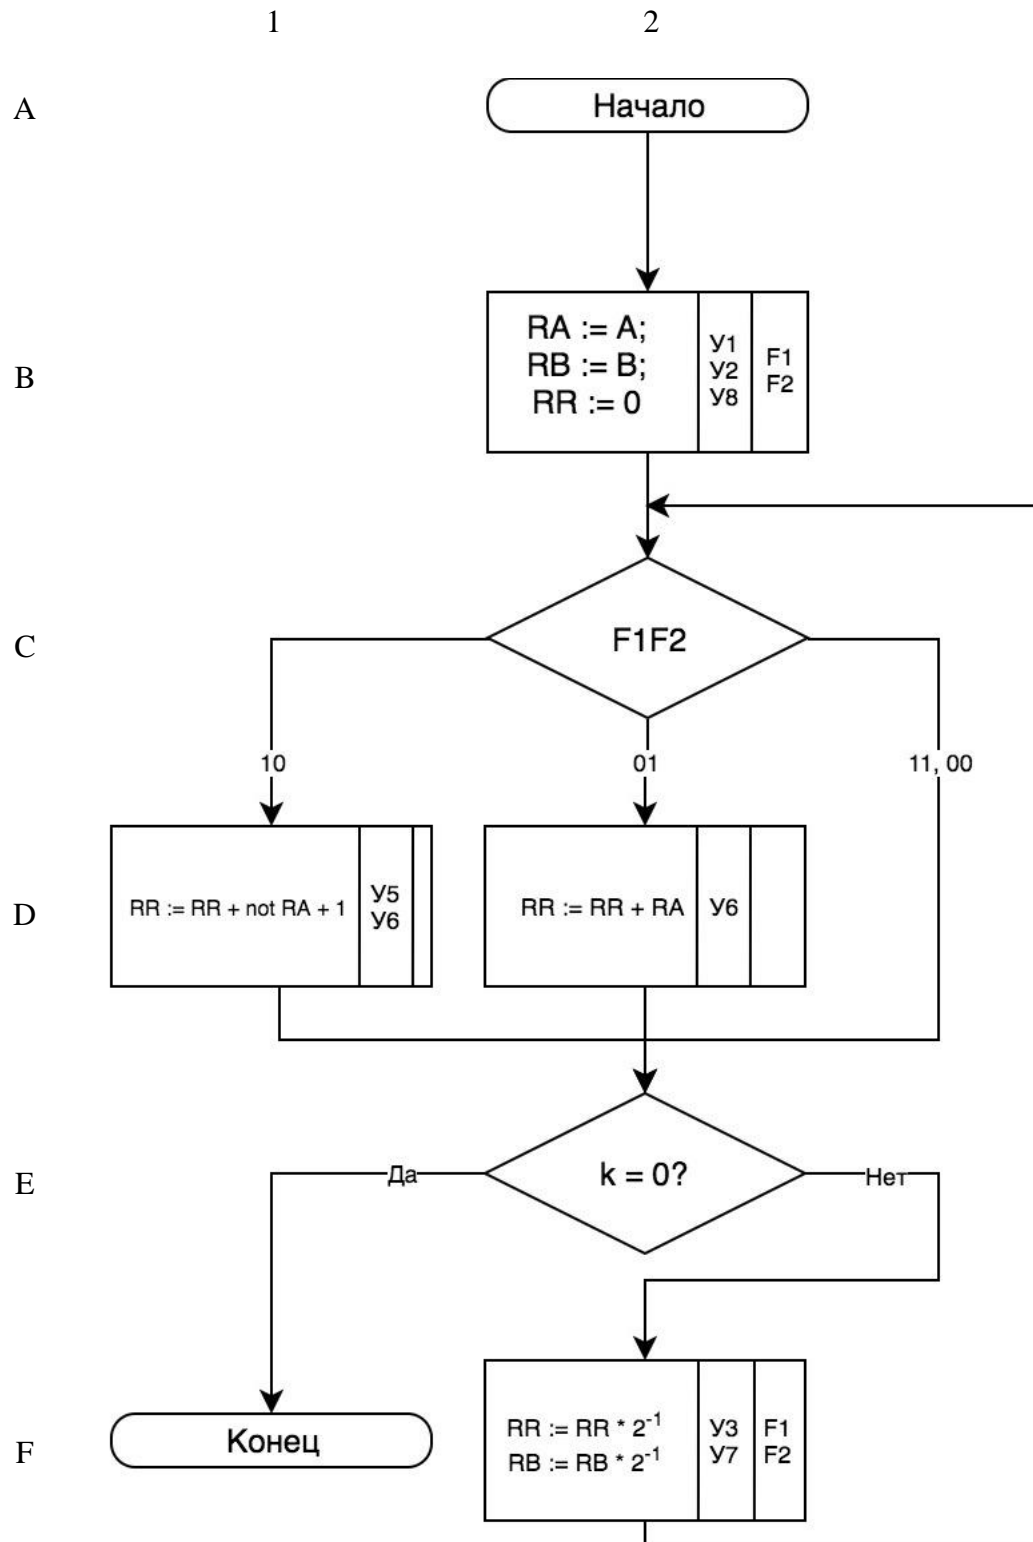 1 2
A
Начало
B
RA := A;
RB := B;
RR := 0
У1
У2
У8
F1
F2
C
F1F2
10
01
11, 00
D
RR := RR + not RA + 1
У5
У6
RR := RR + RA
У6
E
k = 0?
Да
Нет
F
Конец
RR := RR * 2⁻¹
RB := RB * 2⁻¹
У3
У7
F1
F2